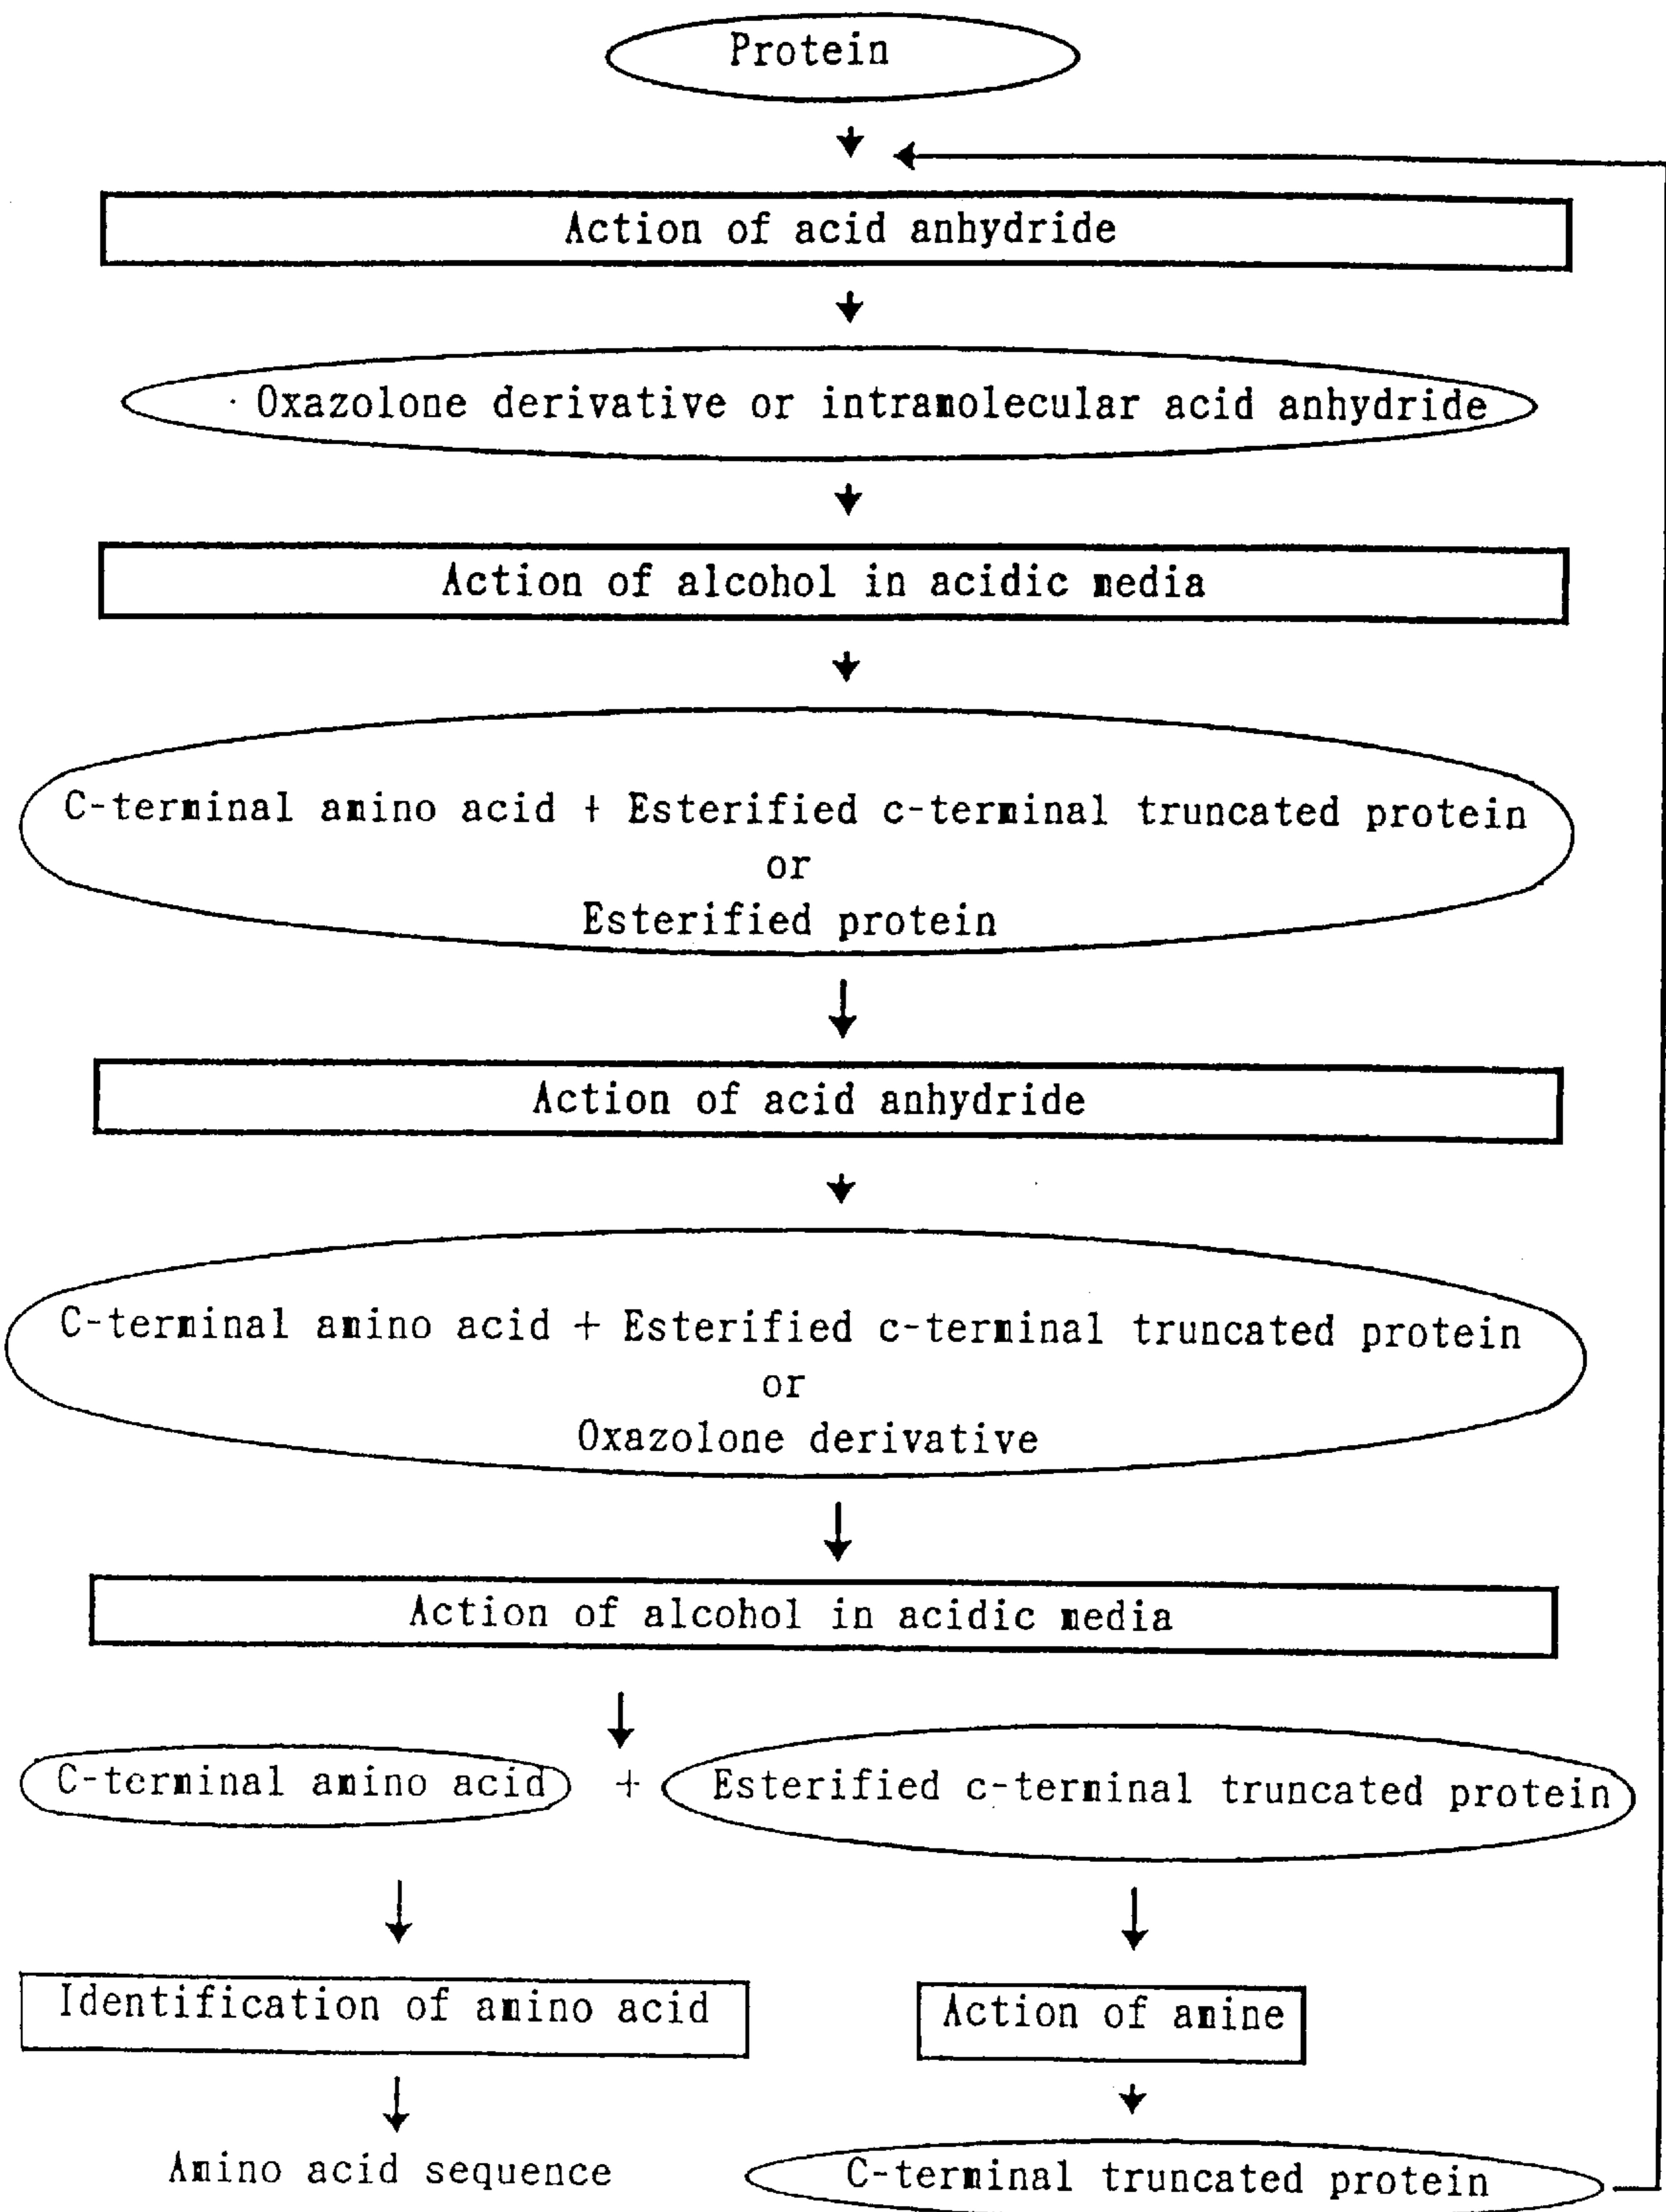 Protein
Action of acid anhydride
Oxazolone derivative or intramolecular acid anhydride
Action of alcohol in acidic media
C-terminal amino acid + Esterified c-terminal truncated protein
or
Esterified protein
Action of acid anhydride
C-terminal amino acid + Esterified c-terminal truncated protein
or
Oxazolone derivative
Action of alcohol in acidic media
C-terminal amino acid + Esterified c-terminal truncated protein
Identification of amino acid
Action of amine
Amino acid sequence
C-terminal truncated protein